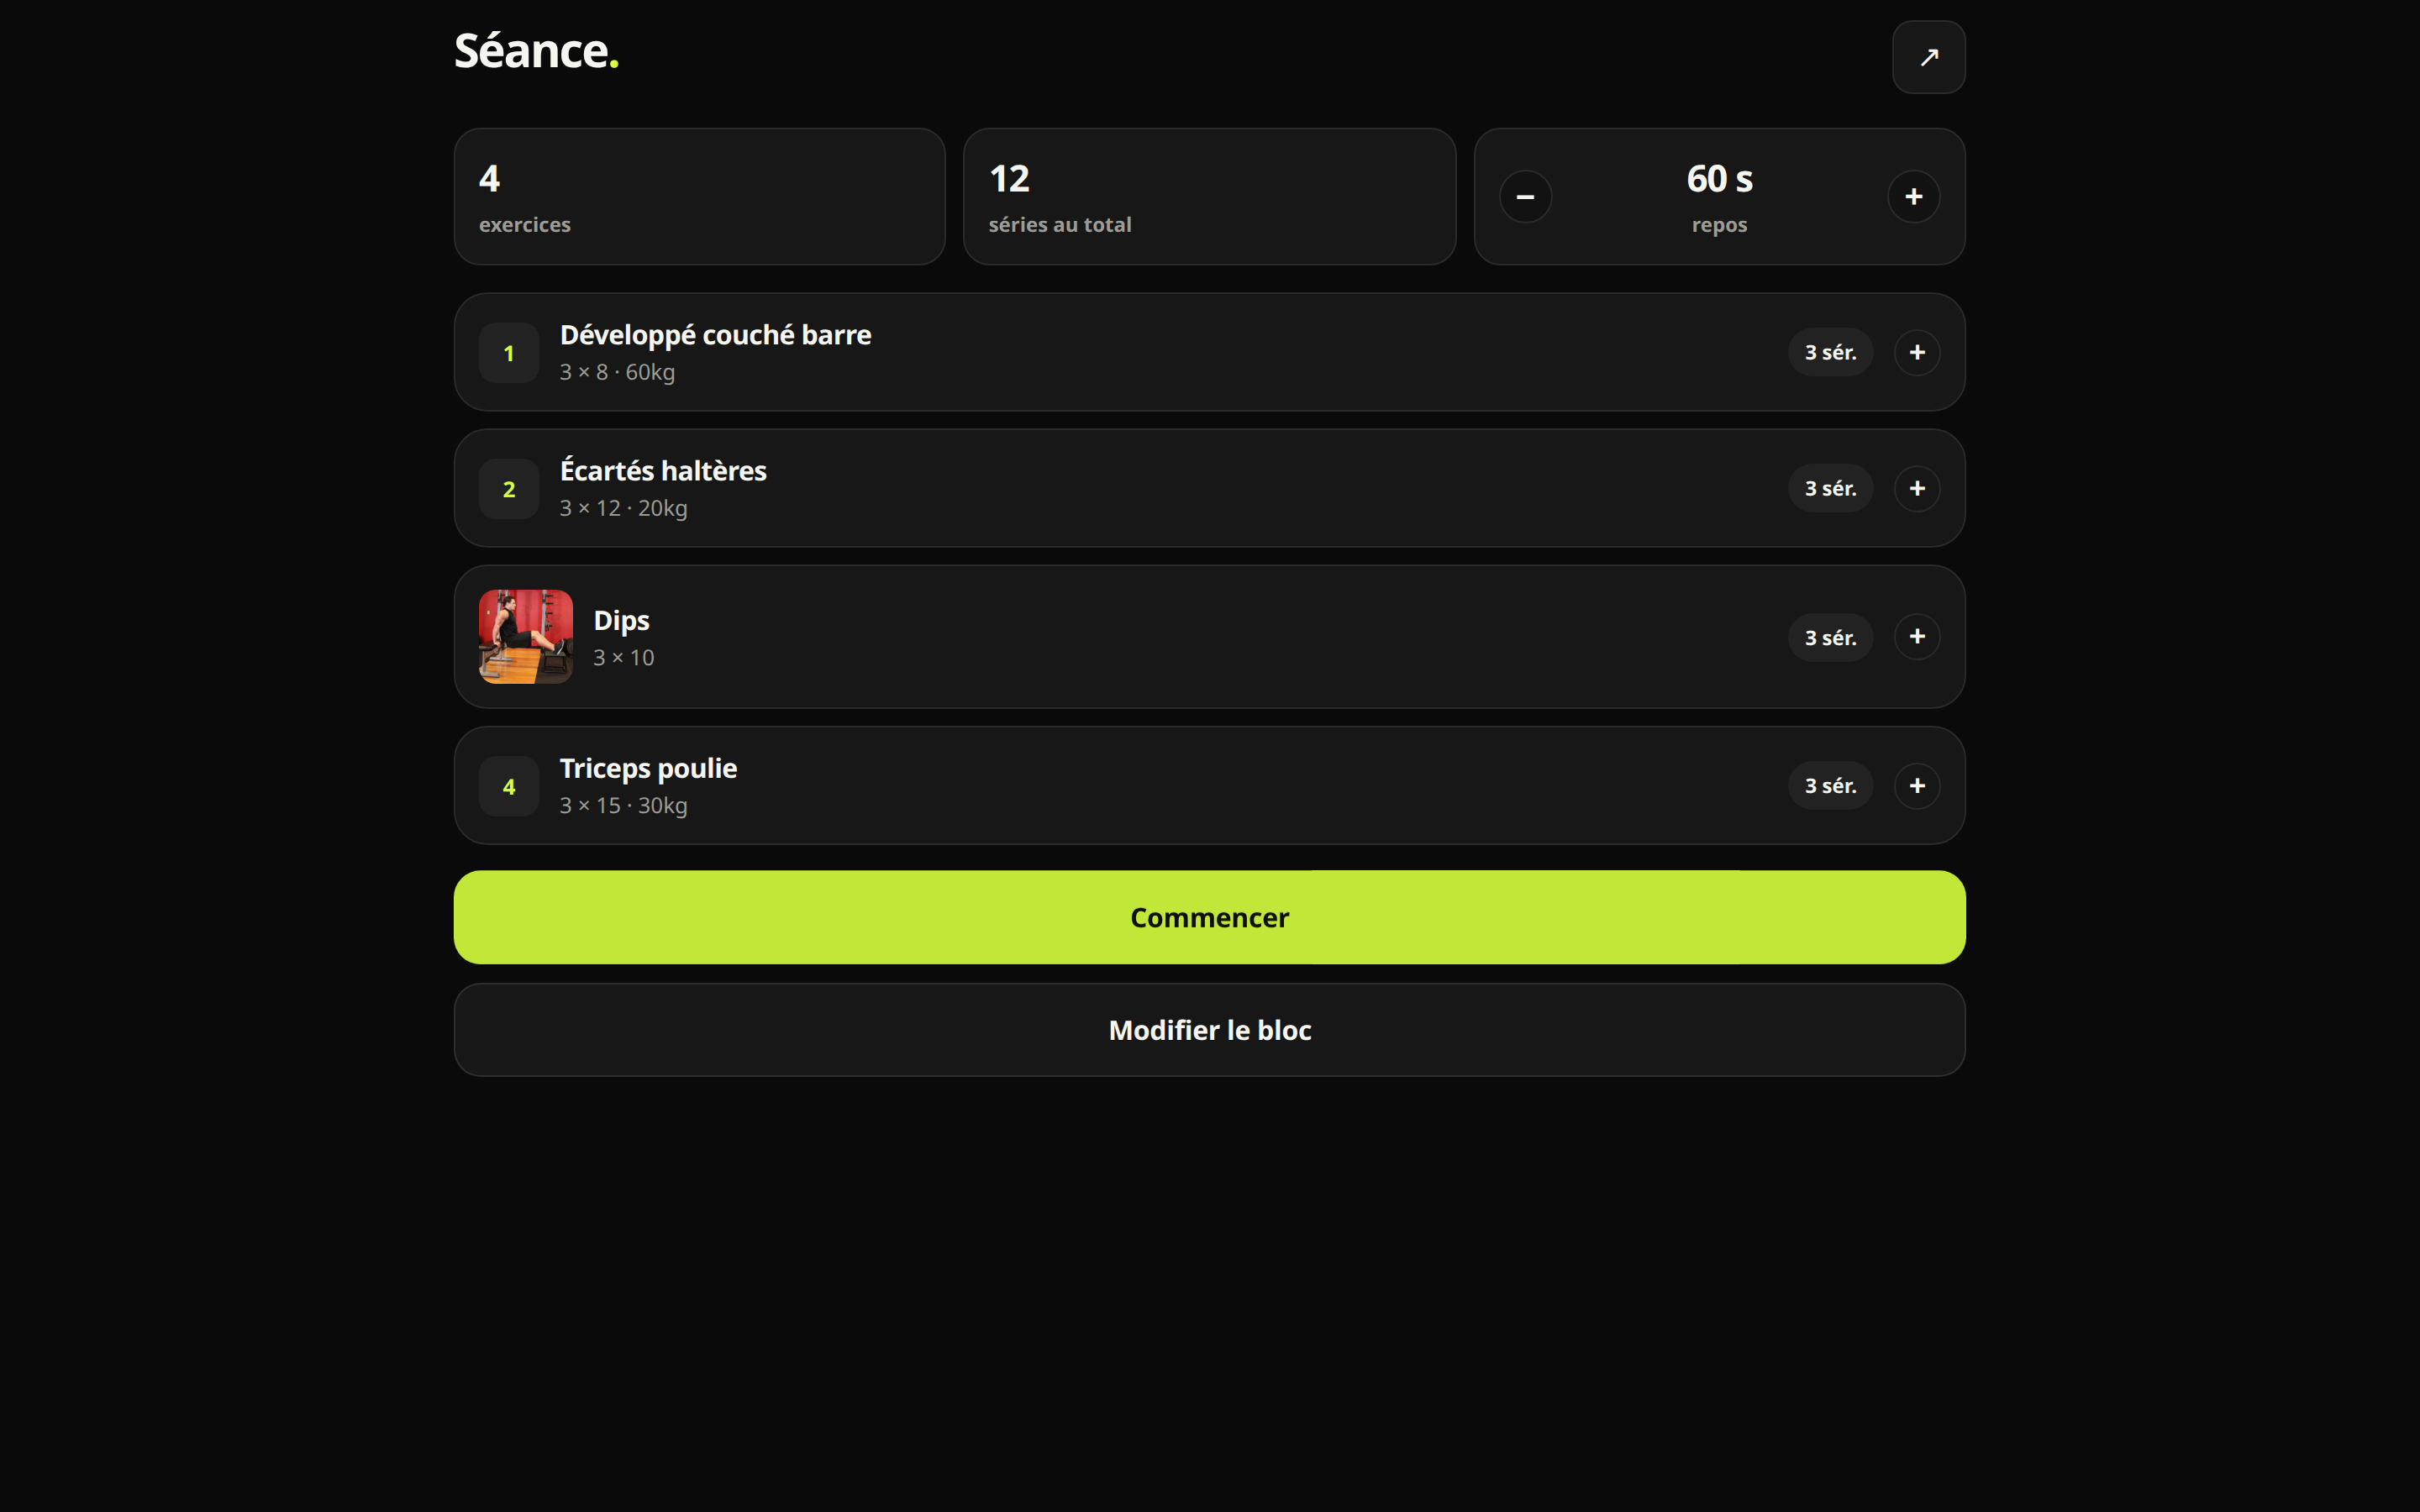 Séance.
↗
4
exercices
12
séries au total
−
60 s
repos
+
1
Développé couché barre
3 × 8 · 60kg
3 sér.
+
2
Écartés haltères
3 × 12 · 20kg
3 sér.
+
Dips
3 × 10
3 sér.
+
4
Triceps poulie
3 × 15 · 30kg
3 sér.
+
Commencer
Modifier le bloc